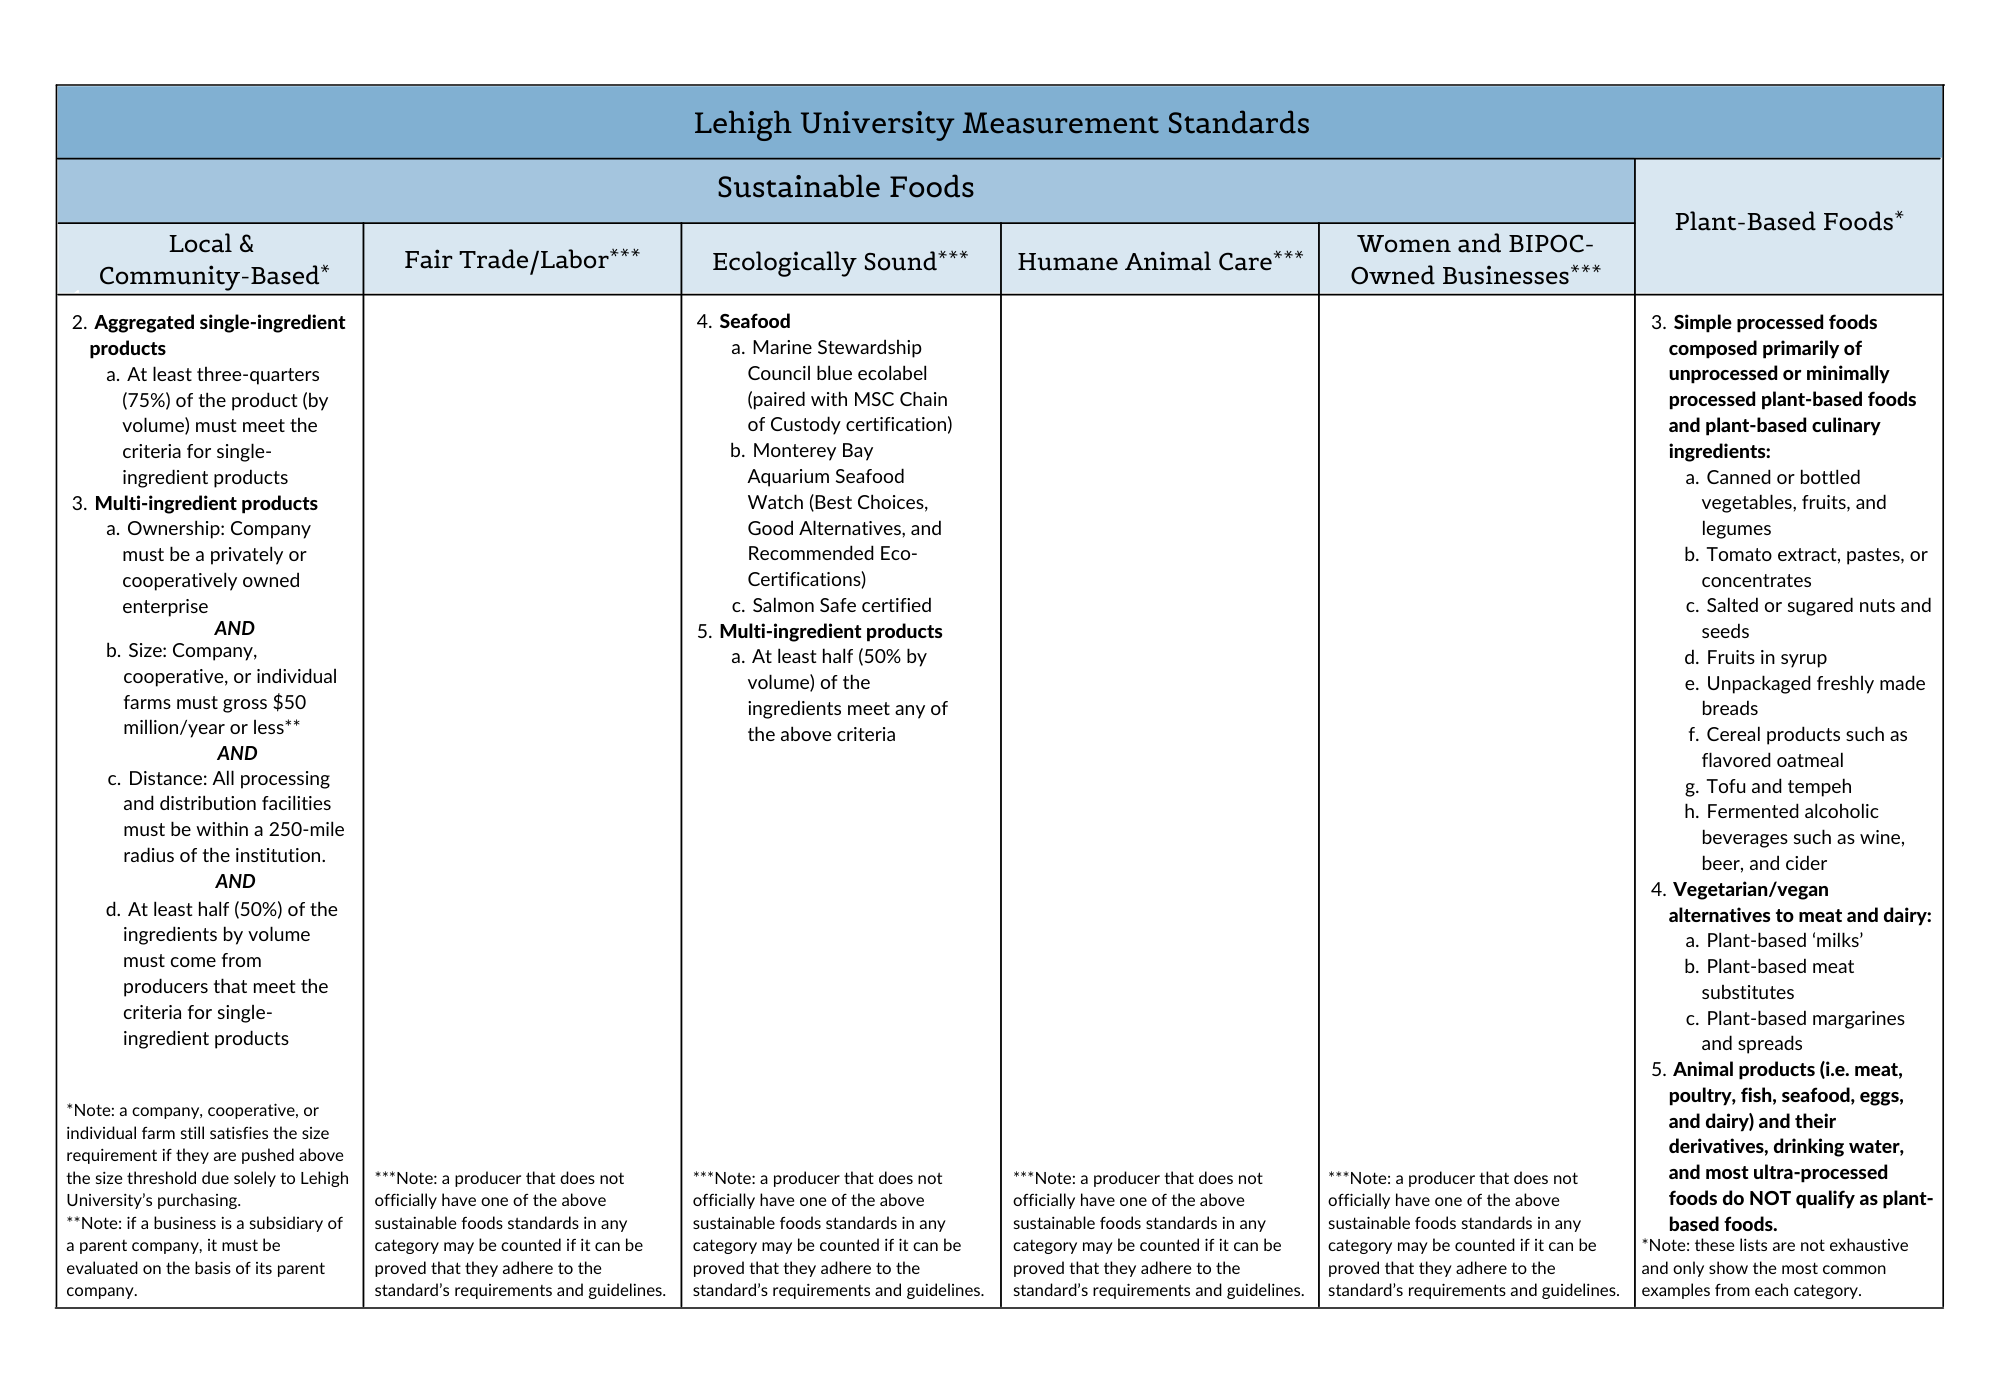 Lehigh University Measurement Standards
Sustainable Foods
Plant-Based Foods*
Local &
Community-Based*
Fair Trade/Labor***
Ecologically Sound***
Humane Animal Care***
Women and BIPOC-
Owned Businesses***
2. Aggregated single-ingredient
products
a. At least three-quarters
(75%) of the product (by
volume) must meet the
criteria for single-
ingredient products
3. Multi-ingredient products
a. Ownership: Company
must be a privately or
cooperatively owned
enterprise
AND
b. Size: Company,
cooperative, or individual
farms must gross $50
million/year or less**
AND
c. Distance: All processing
and distribution facilities
must be within a 250-mile
radius of the institution.
AND
d. At least half (50%) of the
ingredients by volume
must come from
producers that meet the
criteria for single-
ingredient products
*Note: a company, cooperative, or
individual farm still satisfies the size
requirement if they are pushed above
the size threshold due solely to Lehigh
University's purchasing.
**Note: if a business is a subsidiary of
a parent company, it must be
evaluated on the basis of its parent
company.
***Note: a producer that does not
officially have one of the above
sustainable foods standards in any
category may be counted if it can be
proved that they adhere to the
standard's requirements and guidelines.
4. Seafood
a. Marine Stewardship
Council blue ecolabel
(paired with MSC Chain
of Custody certification)
b. Monterey Bay
Aquarium Seafood
Watch (Best Choices,
Good Alternatives, and
Recommended Eco-
Certifications)
c. Salmon Safe certified
5. Multi-ingredient products
a. At least half (50% by
volume) of the
ingredients meet any of
the above criteria
***Note: a producer that does not
officially have one of the above
sustainable foods standards in any
category may be counted if it can be
proved that they adhere to the
standard's requirements and guidelines.
***Note: a producer that does not
officially have one of the above
sustainable foods standards in any
category may be counted if it can be
proved that they adhere to the
standard's requirements and guidelines.
***Note: a producer that does not
officially have one of the above
sustainable foods standards in any
category may be counted if it can be
proved that they adhere to the
standard's requirements and guidelines.
3. Simple processed foods
composed primarily of
unprocessed or minimally
processed plant-based foods
and plant-based culinary
ingredients:
a. Canned or bottled
vegetables, fruits, and
legumes
b. Tomato extract, pastes, or
concentrates
c. Salted or sugared nuts and
seeds
d. Fruits in syrup
e. Unpackaged freshly made
breads
f. Cereal products such as
flavored oatmeal
g. Tofu and tempeh
h. Fermented alcoholic
beverages such as wine,
beer, and cider
4. Vegetarian/vegan
alternatives to meat and dairy:
a. Plant-based ‘milks’
b. Plant-based meat
substitutes
c. Plant-based margarines
and spreads
5. Animal products (i.e. meat,
poultry, fish, seafood, eggs,
and dairy) and their
derivatives, drinking water,
and most ultra-processed
foods do NOT qualify as plant-
based foods.
*Note: these lists are not exhaustive
and only show the most common
examples from each category.